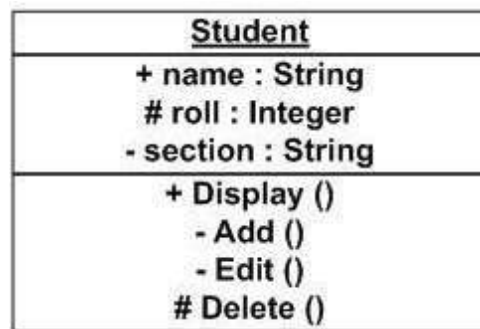 Student
+ name : String
# roll : Integer
- section : String
+ Display ()
- Add ()
- Edit ()
# Delete ()